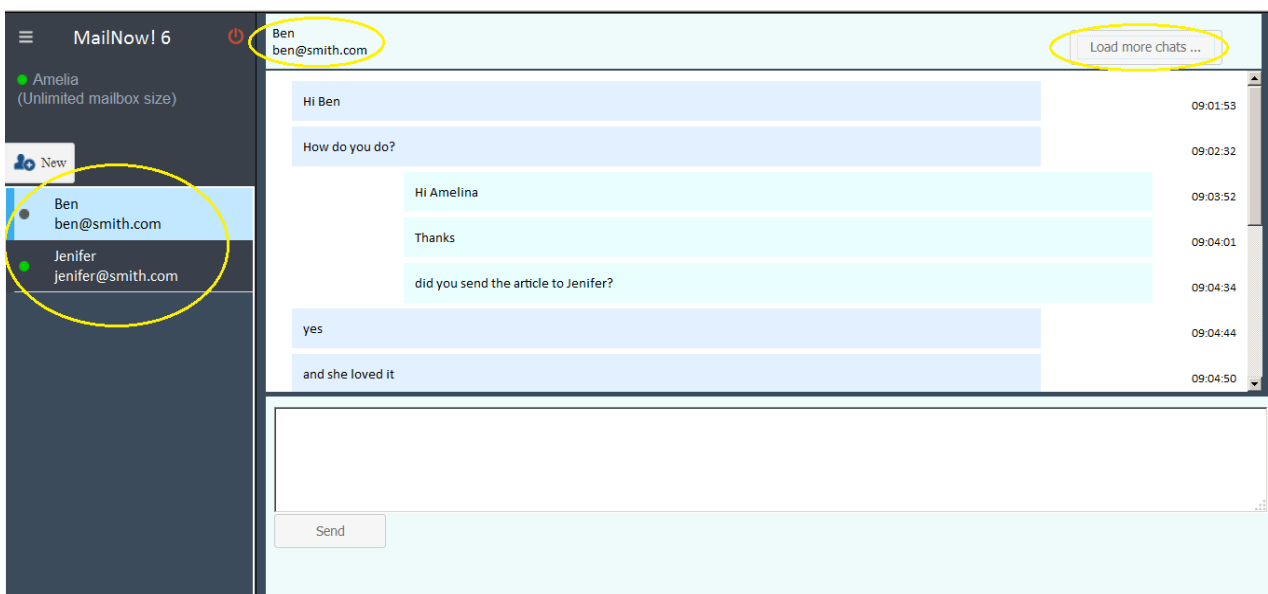 MailNow! 6
Amelia
(Unlimited mailbox size)
New
Ben
ben@smith.com
Jenifer
jenifer@smith.com
Ben
ben@smith.com
Load more chats ...
Hi Ben 09:01:53
How do you do? 09:02:32
Hi Amelina 09:03:52
Thanks 09:04:01
did you send the article to Jenifer? 09:04:34
yes 09:04:44
and she loved it 09:04:50
Send